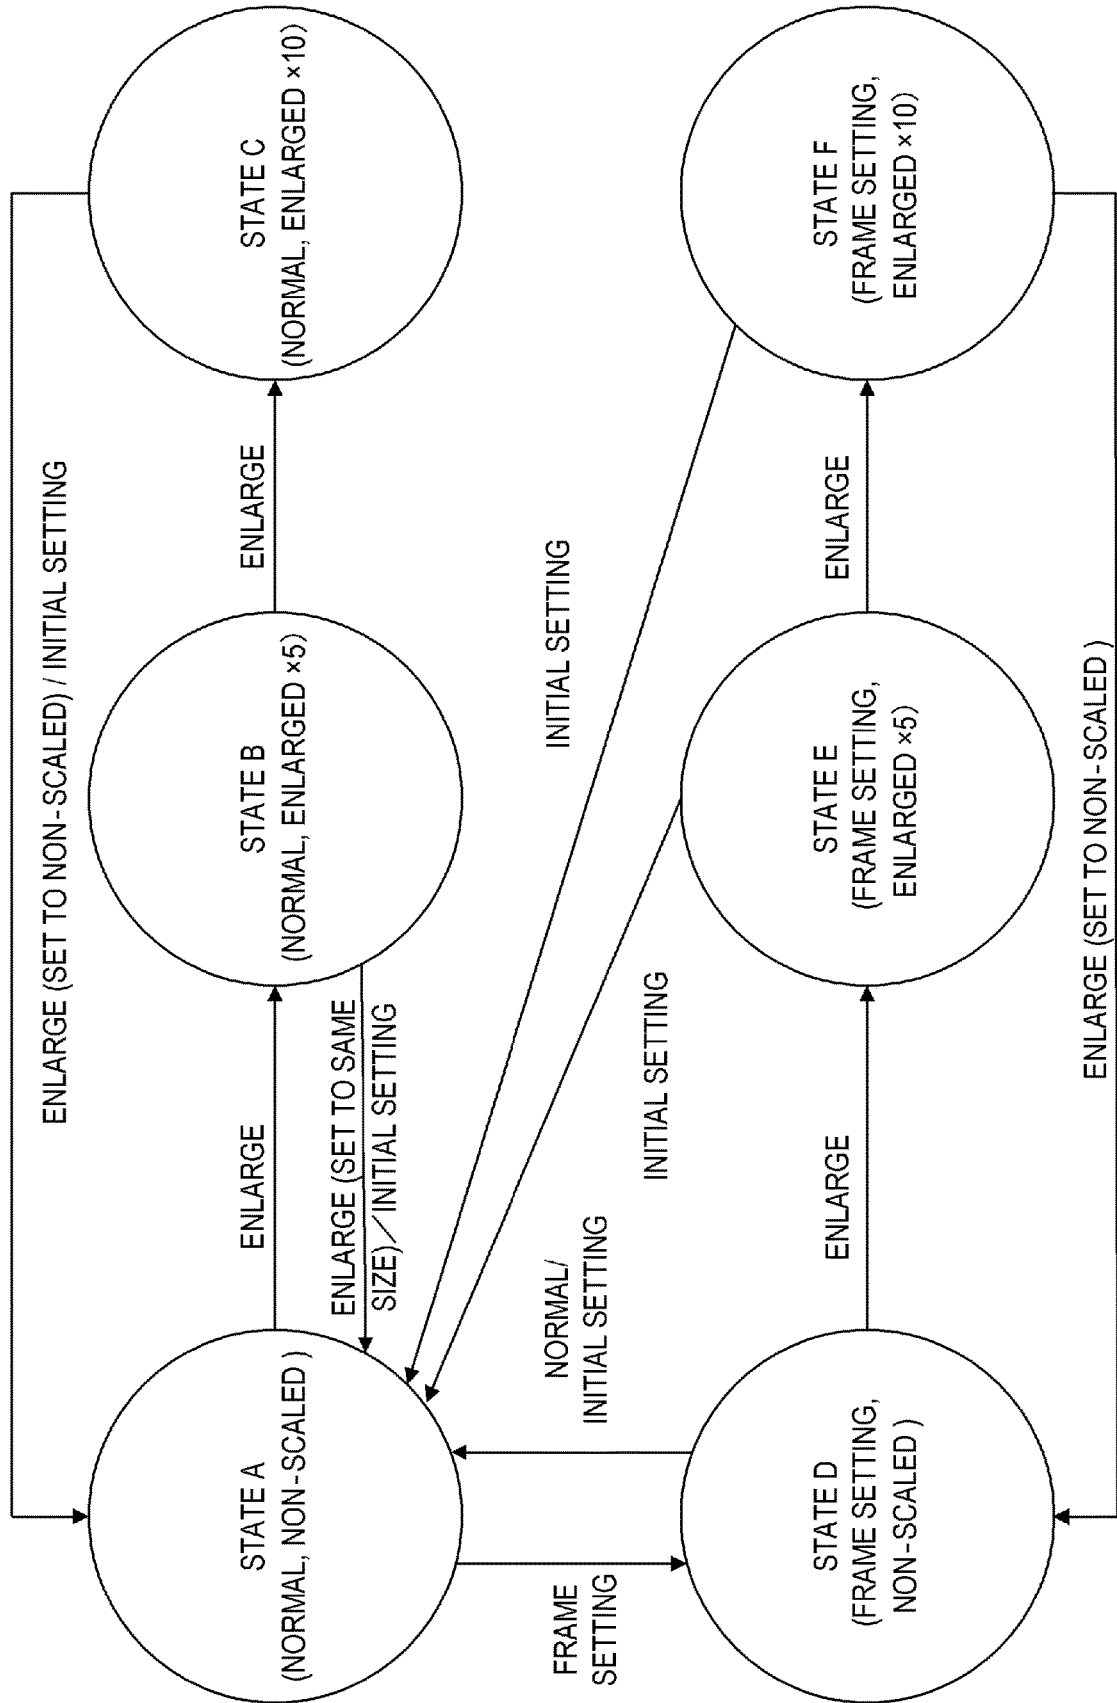 ENLARGE (SET TO NON-SCALED) / INITIAL SETTING
STATE A
(NORMAL, NON-SCALED )
ENLARGE
STATE B
(NORMAL, ENLARGED ×5)
ENLARGE
STATE C
(NORMAL, ENLARGED ×10)
ENLARGE (SET TO SAME
SIZE)／INITIAL SETTING
FRAME
SETTING
NORMAL/
INITIAL SETTING
INITIAL SETTING
INITIAL SETTING
STATE D
(FRAME SETTING,
NON-SCALED )
ENLARGE
STATE E
(FRAME SETTING,
ENLARGED ×5)
ENLARGE
STATE F
(FRAME SETTING,
ENLARGED ×10)
ENLARGE (SET TO NON-SCALED )